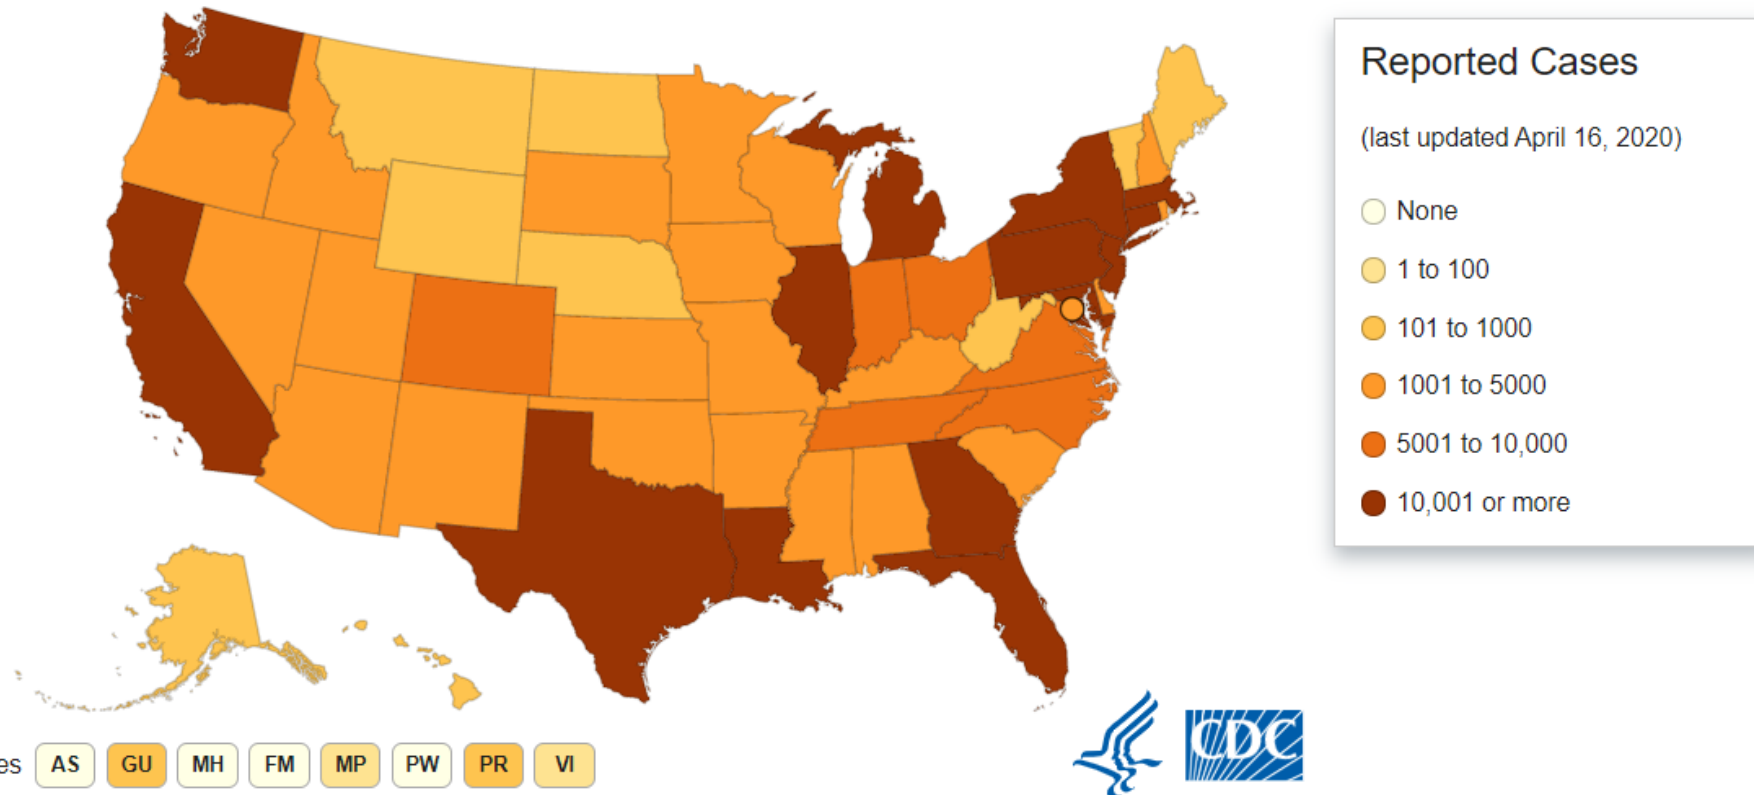 Reported Cases
(last updated April 16, 2020)
None
1 to 100
101 to 1000
1001 to 5000
5001 to 10,000
10,001 or more
es AS GU MH FM MP PW PR VI
CDC